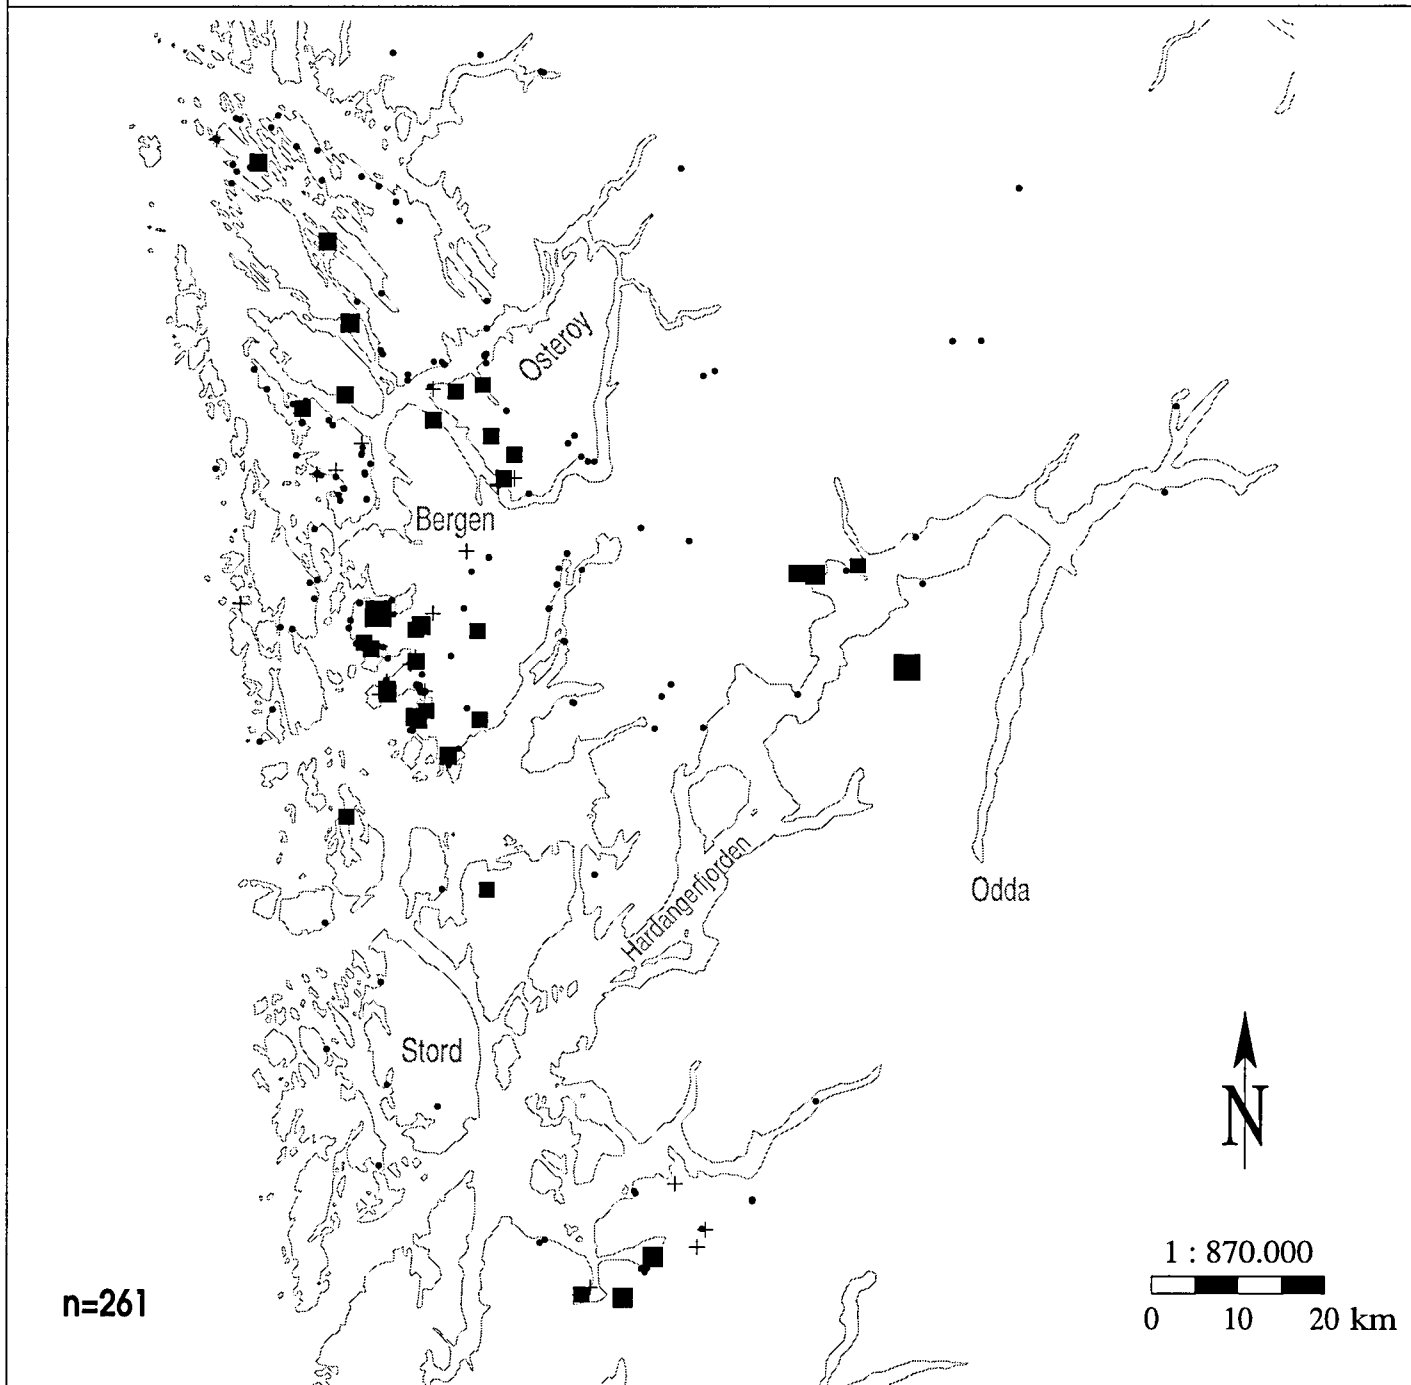 Osteroy
Bergen
Hardangerfjorden
Odda
Stord
N
1 : 870.000
0 10 20 km
n=261